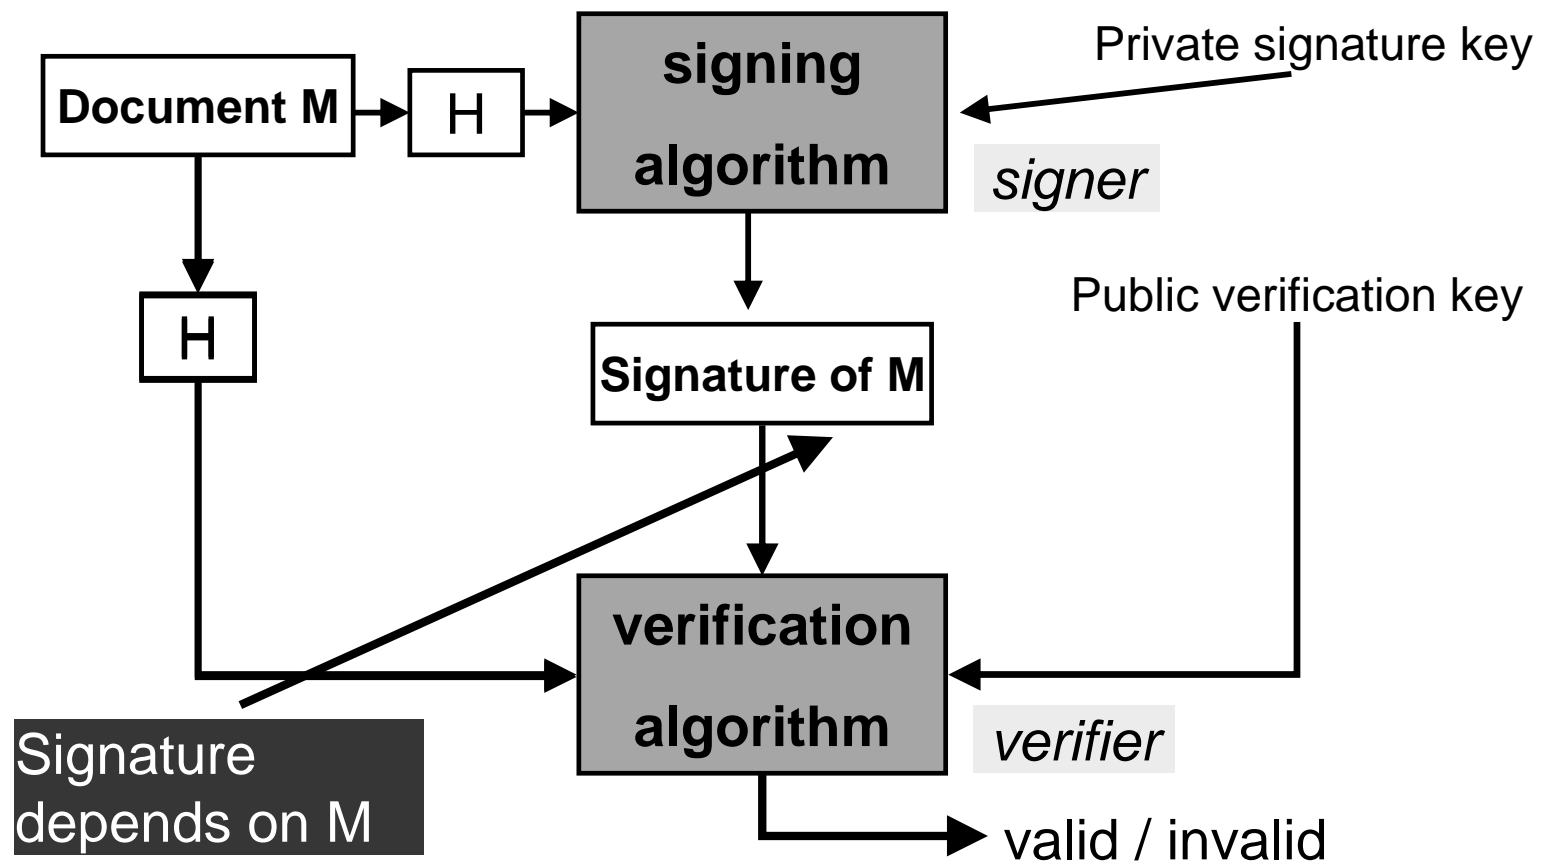 signing
algorithm
Private signature key
Document M
H
signer
H
Public verification key
Signature of M
verification
algorithm
verifier
Signature
depends on M
valid / invalid